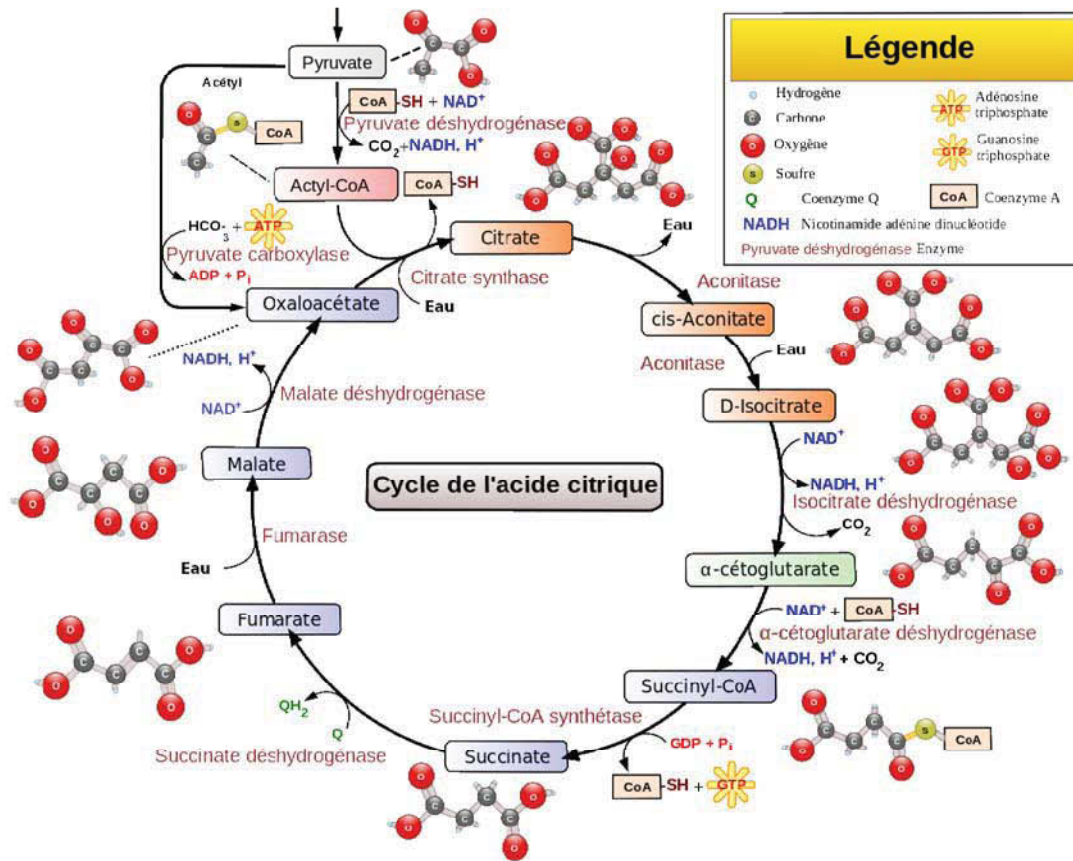 Légende
Hydrogène
Carbone
Oxygène
Soufre
Q Coenzyme Q
NADH Nicotinamide adénine dinucléotide
Pyruvate déshydrogénase Enzyme
ATP Adénosine
triphosphate
GTP Guanosine
triphosphate
CoA Coenzyme A
Pyruvate
Acétyl
S CoA
CoA-SH + NAD⁺
Pyruvate déshydrogénase
CO₂+NADH, H⁺
Actyl-CoA
CoA-SH
HCO-₃ + ATP
Pyruvate carboxylase
ADP + Pi
Oxaloacétate
Citrate synthase
Eau
Citrate
Eau
Aconitase
cis-Aconitate
Aconitase
Eau
D-Isocitrate
NAD⁺
NADH, H⁺
Isocitrate déshydrogénase
CO₂
α-cétoglutarate
NAD⁺ + CoA-SH
α-cétoglutarate déshydrogénase
NADH, H⁺ + CO₂
Succinyl-CoA
S CoA
Succinyl-CoA synthétase
GDP + Pi
CoA-SH + GTP
Succinate
Succinate déshydrogénase
Q
QH₂
Fumarate
Eau
Fumarase
Malate
NAD⁺
Malate déshydrogénase
NADH, H⁺
Cycle de l'acide citrique